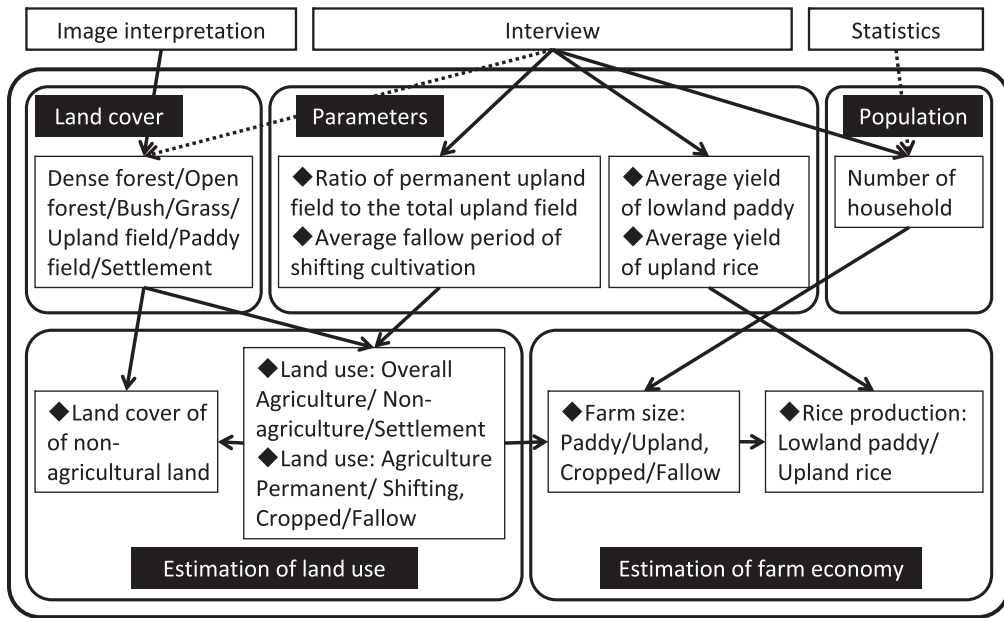 Image interpretation
Interview
Statistics
Land cover
Parameters
Population
Dense forest/Open
forest/Bush/Grass/
Upland field/Paddy
field/Settlement
◆Ratio of permanent upland
field to the total upland field
◆Average fallow period of
shifting cultivation
◆Average yield
of lowland paddy
◆Average yield
of upland rice
Number of
household
◆Land cover of
of non-
agricultural land
◆Land use: Overall
Agriculture/ Non-
agriculture/Settlement
◆Land use: Agriculture
Permanent/ Shifting,
Cropped/Fallow
◆Farm size:
Paddy/Upland,
Cropped/Fallow
◆Rice production:
Lowland paddy/
Upland rice
Estimation of land use
Estimation of farm economy